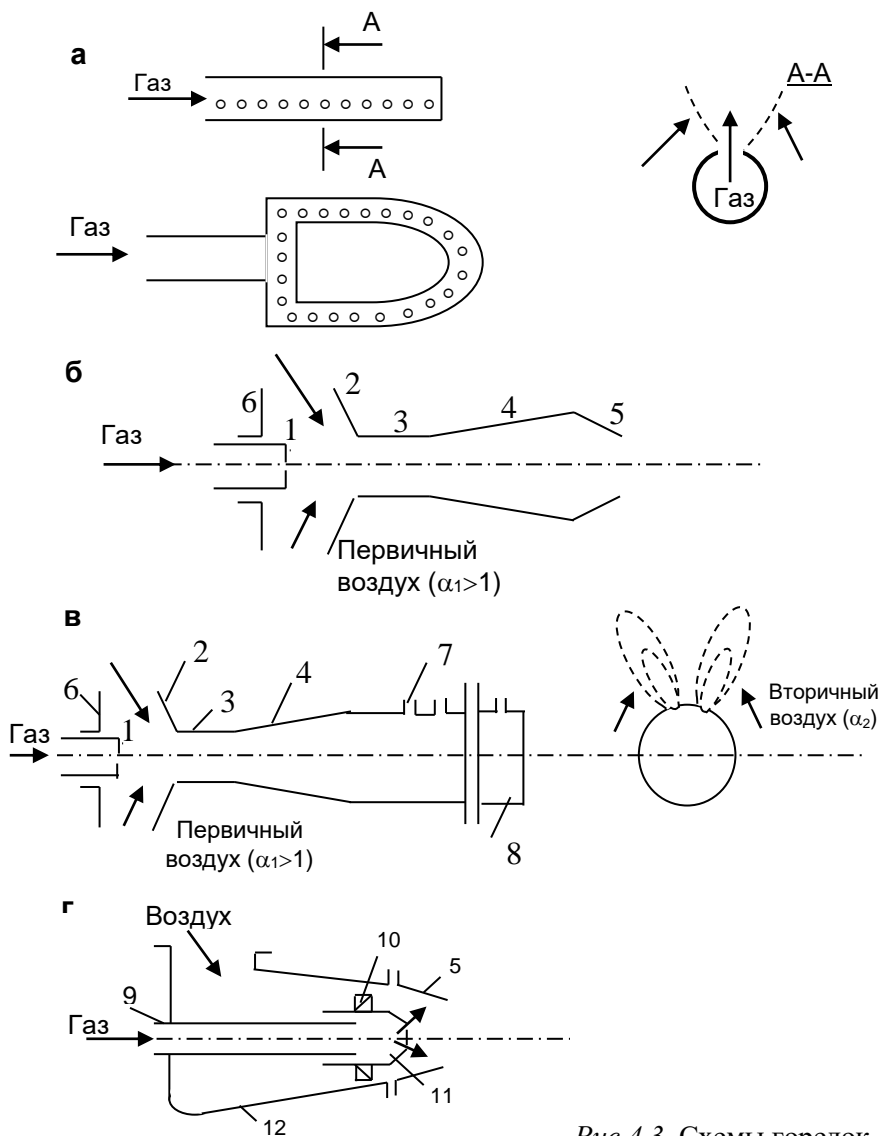 а
А
Газ
А
А-А
Газ
Газ
б
6
1
2
3
4
5
Газ
Первичный
воздух (α₁>1)
в
6
1
2
3
4
7
Газ
Первичный
воздух (α₁>1)
8
Вторичный
воздух (α₂)
г
Воздух
10
5
9
Газ
11
12
Рис.4.3. Схемы горелок